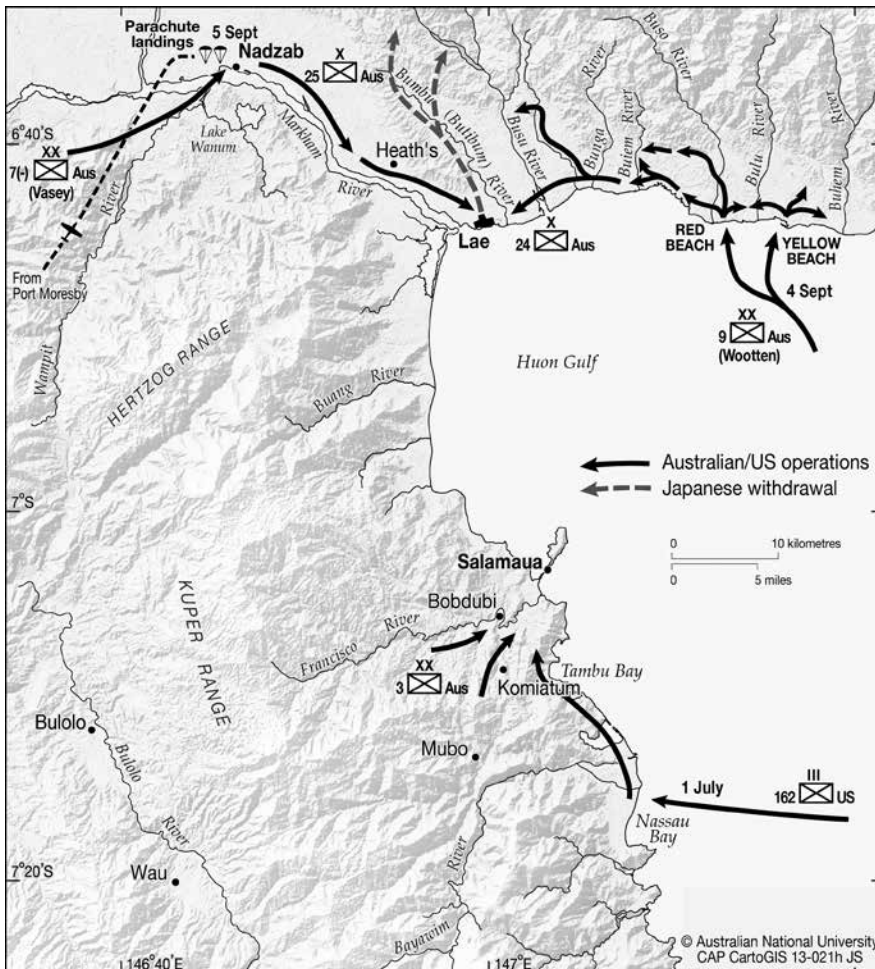 Parachute
landings
5 Sept
Nadzab
X
25 Aus
Bumbu
(Butibum)
River
Busu River
Bunga
River
Buiem River
Buso
River
Bulu River
Buhem
River
6°40'S
Lake
Wanum
Markham
River
Heath's
XX
7(-) Aus
(Vasey)
River
Wampit
Lae
X
24 Aus
RED
BEACH
YELLOW
BEACH
4 Sept
XX
9 Aus
(Wootten)
From
Port Moresby
HERTZOG RANGE
Huon Gulf
Buang River
Australian/US operations
Japanese withdrawal
7°S
0 10 kilometres
0 5 miles
Salamaua
Bobdubi
KUPER RANGE
Francisco River
XX
3 Aus
Komiatum
Tambu Bay
Bulolo
Bulolo
River
Mubo
III
162 US
1 July
Nassau
Bay
River
Bayawim
Wau
7°20'S
146°40'E
147°E
© Australian National University
CAP CartoGIS 13-021h JS